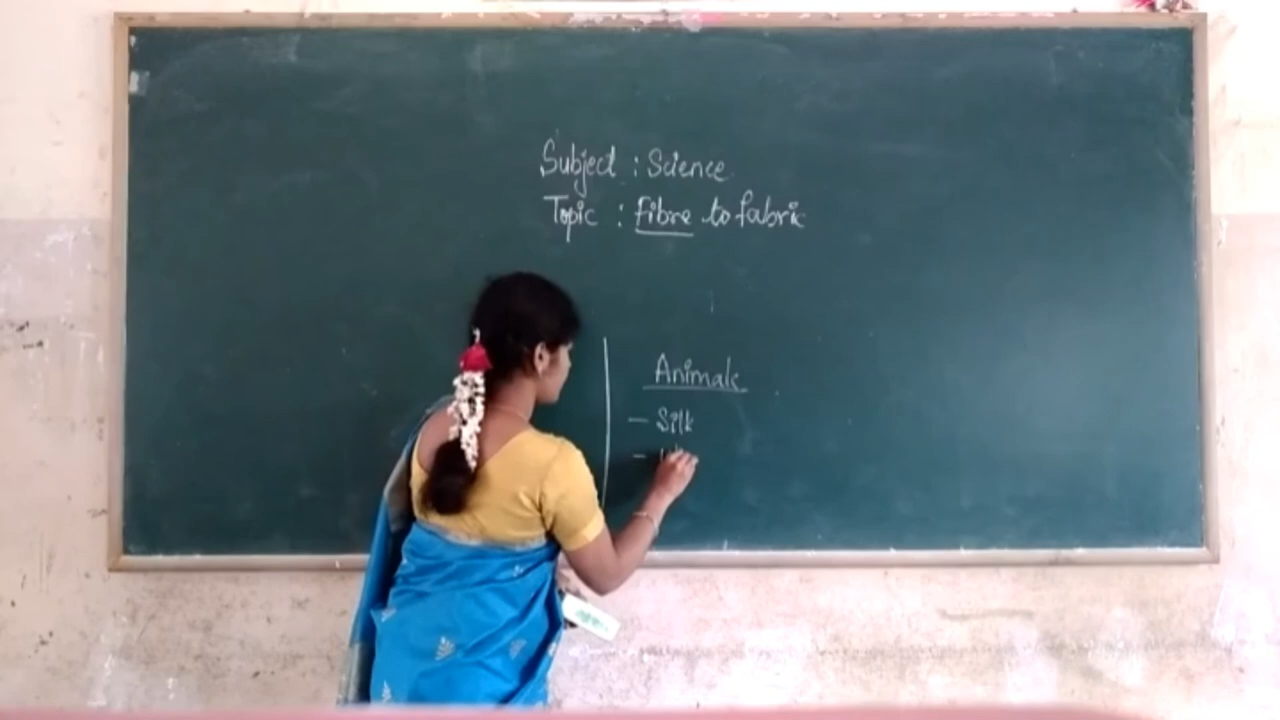 Subject : Science
Topic : Fibre to fabric
Animals
- Silk
-